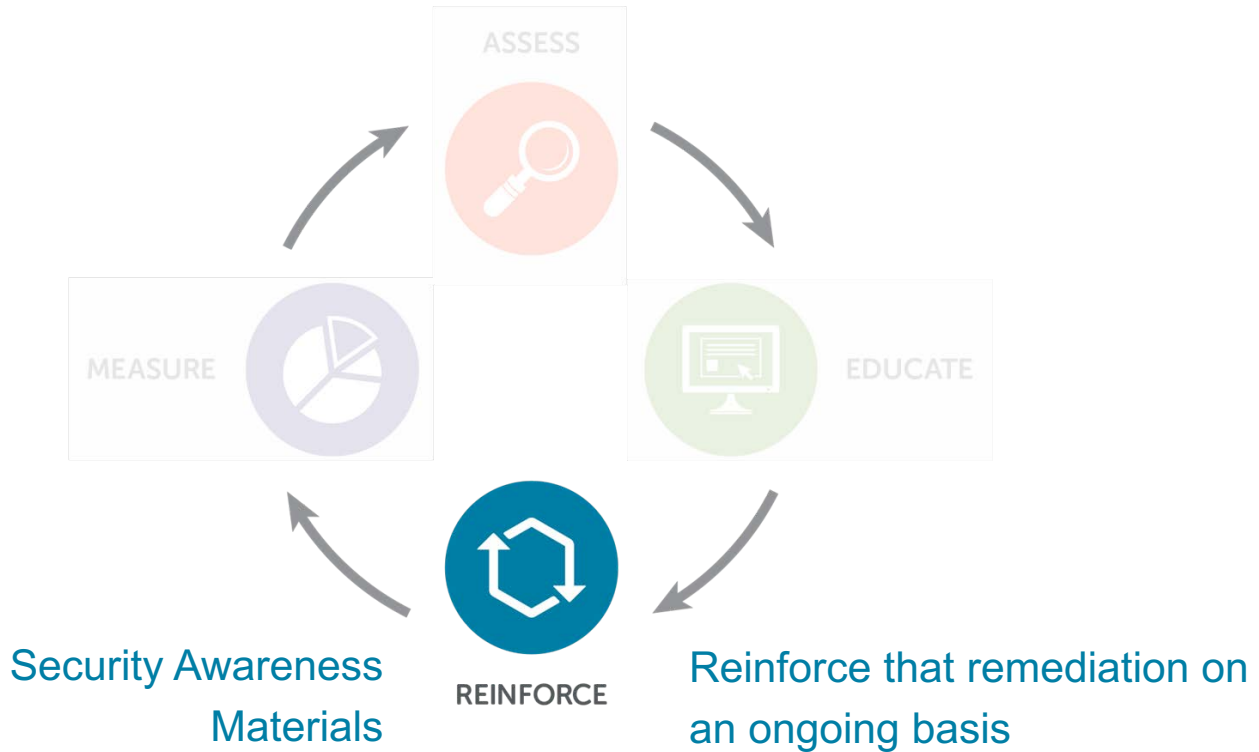 ASSESS
MEASURE
EDUCATE
REINFORCE
Security Awareness
Materials
Reinforce that remediation on
an ongoing basis